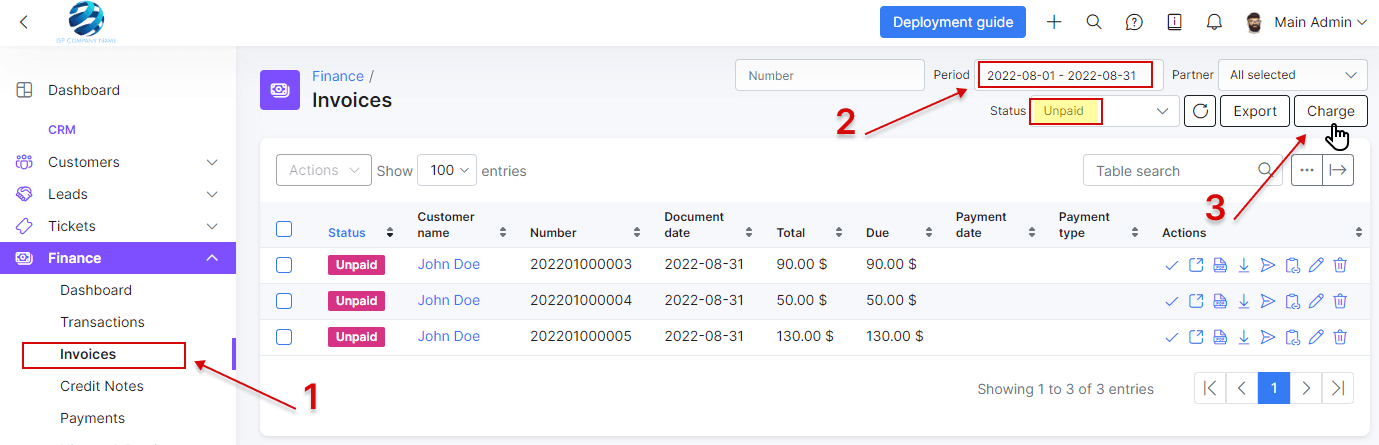 ISP COMPANY NAME
Deployment guide
Main Admin
Dashboard
CRM
Customers
Leads
Tickets
Finance
Dashboard
Transactions
Invoices
1
Credit Notes
Payments
Finance /
Invoices
Number
Period 2022-08-01 - 2022-08-31
Partner All selected
2
Status Unpaid
Export
Charge
3
Actions
Show 100 entries
Table search
Status Customer name Number Document date Total Due Payment date Payment type Actions
Unpaid John Doe 202201000003 2022-08-31 90.00 $ 90.00 $
Unpaid John Doe 202201000004 2022-08-31 50.00 $ 50.00 $
Unpaid John Doe 202201000005 2022-08-31 130.00 $ 130.00 $
Showing 1 to 3 of 3 entries
1